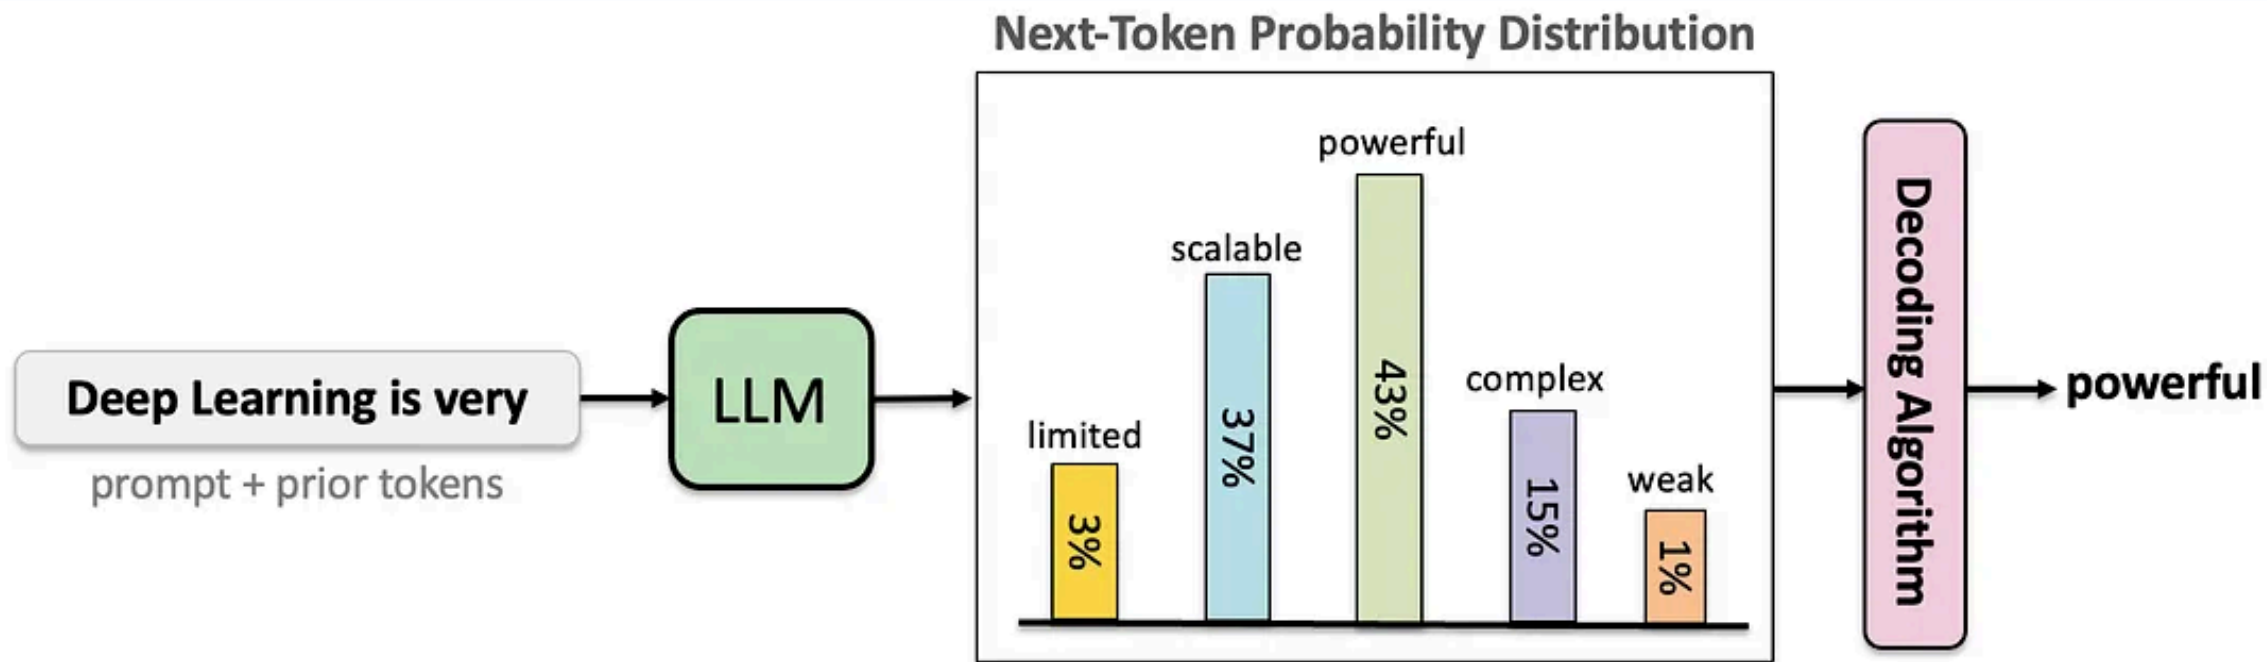 Next-Token Probability Distribution
Deep Learning is very
prompt + prior tokens
LLM
limited
3%
scalable
37%
powerful
43%
complex
15%
weak
1%
Decoding Algorithm
powerful